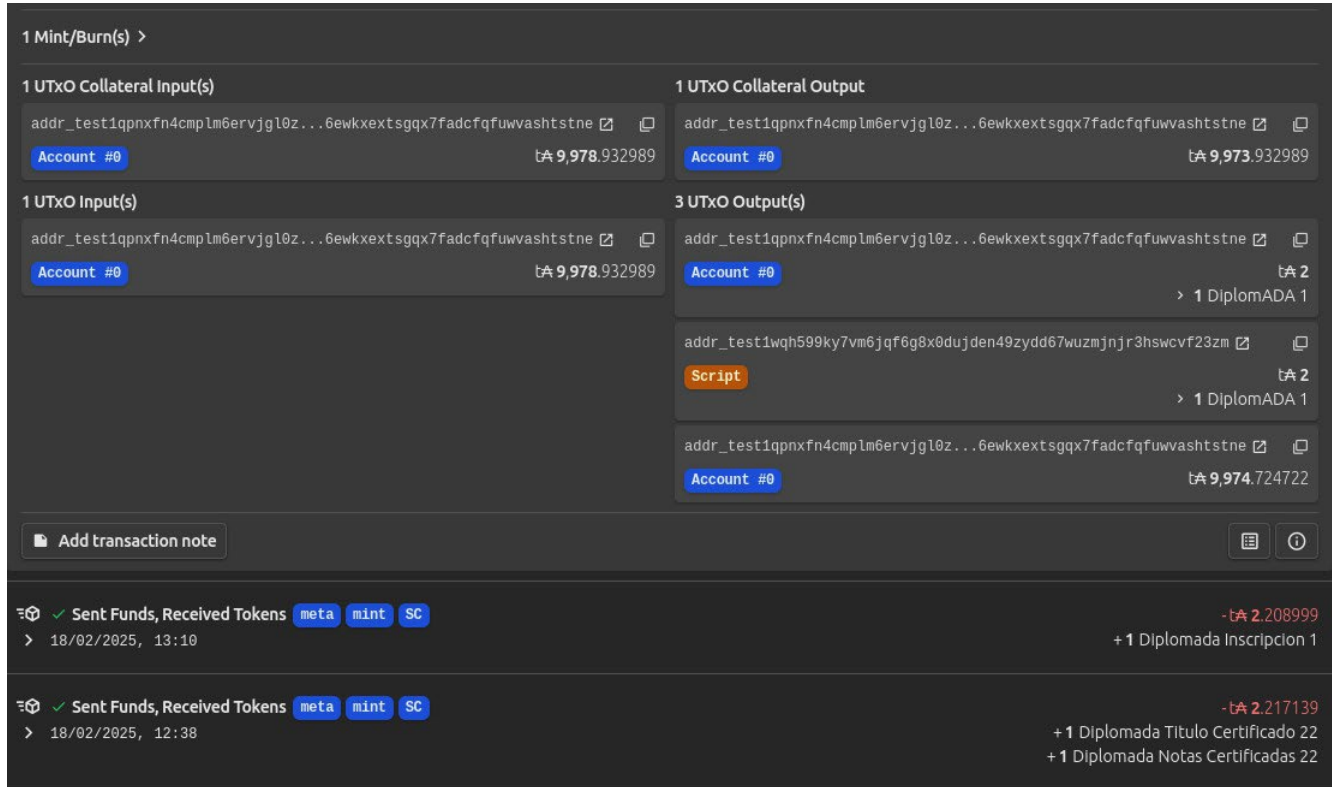 1 Mint/Burn(s) >
1 UTxO Collateral Input(s)
addr_test1qpnxfn4cmplm6ervjgl0z...6ewkxextsgqx7fadcfqfuwvashtstne
Account #0
t₳ 9,978.932989
1 UTxO Collateral Output
addr_test1qpnxfn4cmplm6ervjgl0z...6ewkxextsgqx7fadcfqfuwvashtstne
Account #0
t₳ 9,973.932989
1 UTxO Input(s)
addr_test1qpnxfn4cmplm6ervjgl0z...6ewkxextsgqx7fadcfqfuwvashtstne
Account #0
t₳ 9,978.932989
3 UTxO Output(s)
addr_test1qpnxfn4cmplm6ervjgl0z...6ewkxextsgqx7fadcfqfuwvashtstne
Account #0
t₳ 2
> 1 DiplomADA 1
addr_test1wqh599ky7vm6jqf6g8x0dujden49zydd67wuzmjnjr3hswcvf23zm
Script
t₳ 2
> 1 DiplomADA 1
addr_test1qpnxfn4cmplm6ervjgl0z...6ewkxextsgqx7fadcfqfuwvashtstne
Account #0
t₳ 9,974.724722
Add transaction note
Sent Funds, Received Tokens meta mint SC
> 18/02/2025, 13:10
-t₳ 2.208999
+ 1 Diplomada Inscripcion 1
Sent Funds, Received Tokens meta mint SC
> 18/02/2025, 12:38
-t₳ 2.217139
+ 1 Diplomada Titulo Certificado 22
+ 1 Diplomada Notas Certificadas 22